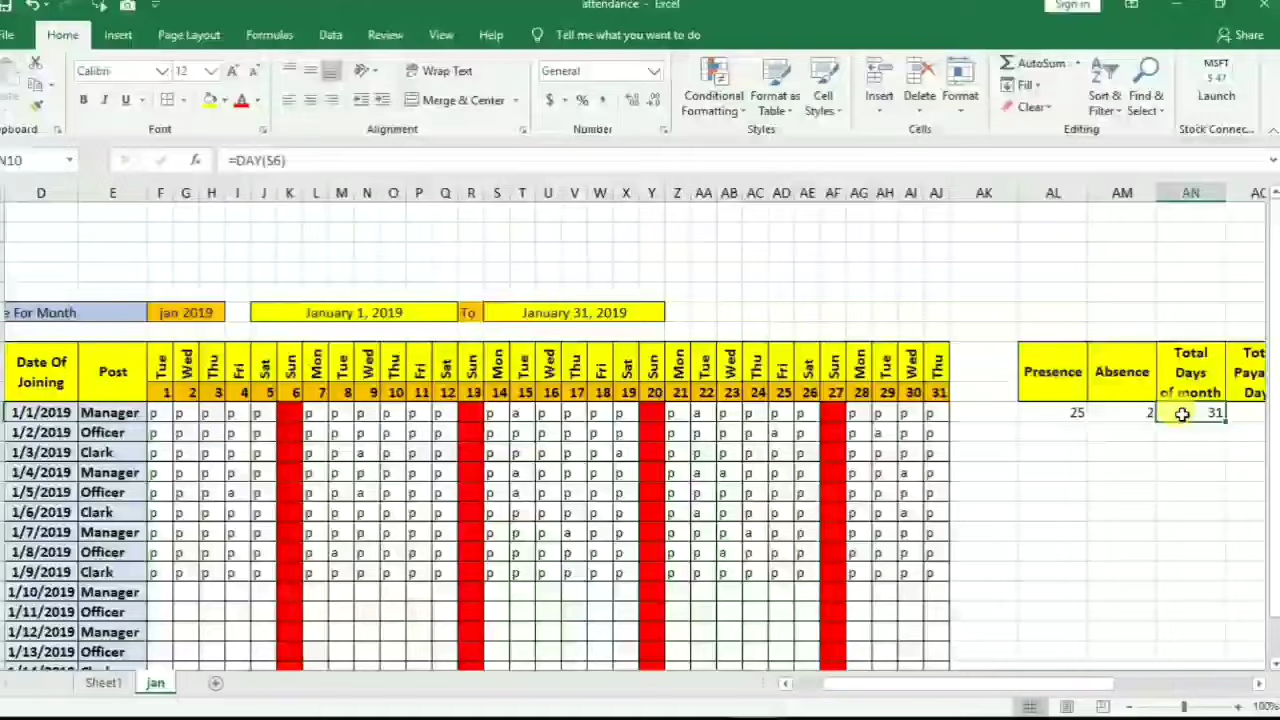 attendance - Excel
Sign in
File Home Insert Page Layout Formulas Data Review View Help Tell me what you want to do Share
Calibri 12 A A Wrap Text General AutoSum
Conditional Formatting Format as Table Cell Styles Insert Delete Format Fill Clear Sort & Filter Find & Select MSFT 5.47 Launch
B I U A Merge & Center $ % ,
Font Alignment Number Styles Cells Editing Stock Connec...
N10 fx =DAY(S6)
D E F G H I J K L M N O P Q R S T U V W X Y Z AA AB AC AD AE AF AG AH AI AJ AK AL AM AN
e For Month jan 2019 January 1, 2019 To January 31, 2019
Date Of Joining Post Tue Wed Thu Fri Sat Sun Mon Tue Wed Thu Fri Sat Sun Mon Tue Wed Thu Fri Sat Sun Mon Tue Wed Thu Fri Sat Sun Mon Tue Wed Thu Presence Absence Total Days of month
1 2 3 4 5 6 7 8 9 10 11 12 13 14 15 16 17 18 19 20 21 22 23 24 25 26 27 28 29 30 31
1/1/2019 Manager p p p p p p p p p p p p a p p p p p a p p p p p p p p 25 2 31
1/2/2019 Officer p p p p p p p p p p p p p p p p p p p p p a p p a p p
1/3/2019 Clark p p p p p p p a p p p p p p p p a p p p p p p p p p p
1/4/2019 Manager p p p p p p p p p p p p a p p p p p a a p p p p p a p
1/5/2019 Officer p p p a p p p a p p p p a p p p p p p p p p p p p p p
1/6/2019 Clark p p p p p p p p p p p p p p p p p p a p p p p p p a p
1/7/2019 Manager p p p p p p p p p p p p p p a p p p p p a p p p p p p
1/8/2019 Officer p p p p p p a p p p p p p p p p p p p a p p p p p p p
1/9/2019 Clark p p p p p p p p p p p p p p p p p p p p p p p p p p p
1/10/2019 Manager
1/11/2019 Officer
1/12/2019 Manager
1/13/2019 Officer
Sheet1 jan
100%